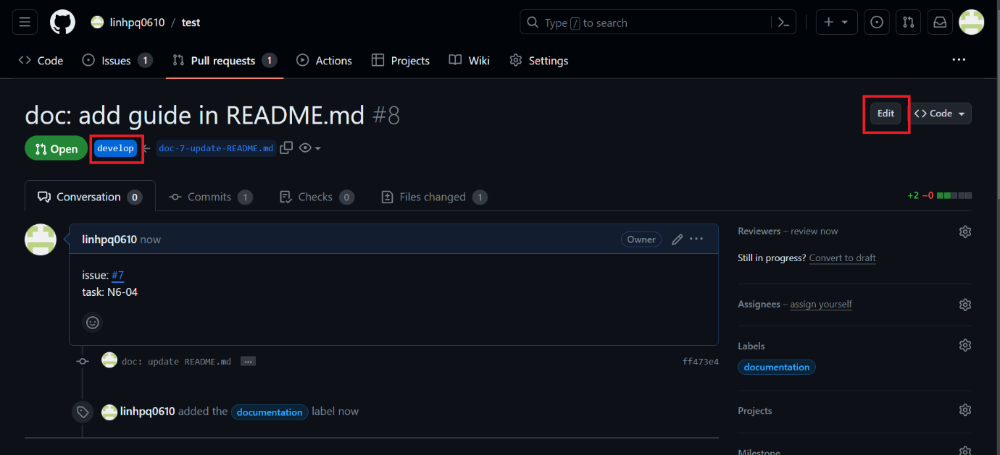 linhpq0610 / test
Type / to search
Code
Issues 1
Pull requests 1
Actions
Projects
Wiki
Settings
doc: add guide in README.md #8
Edit
Code
Open
develop
doc-7-update-README.md
Conversation 0
Commits 1
Checks 0
Files changed 1
+2 −0
linhpq0610 now
Owner
issue: #7
task: N6-04
doc: update README.md ...
ff473e4
linhpq0610 added the documentation label now
Reviewers – review now
Still in progress? Convert to draft
Assignees – assign yourself
Labels
documentation
Projects
Milestone